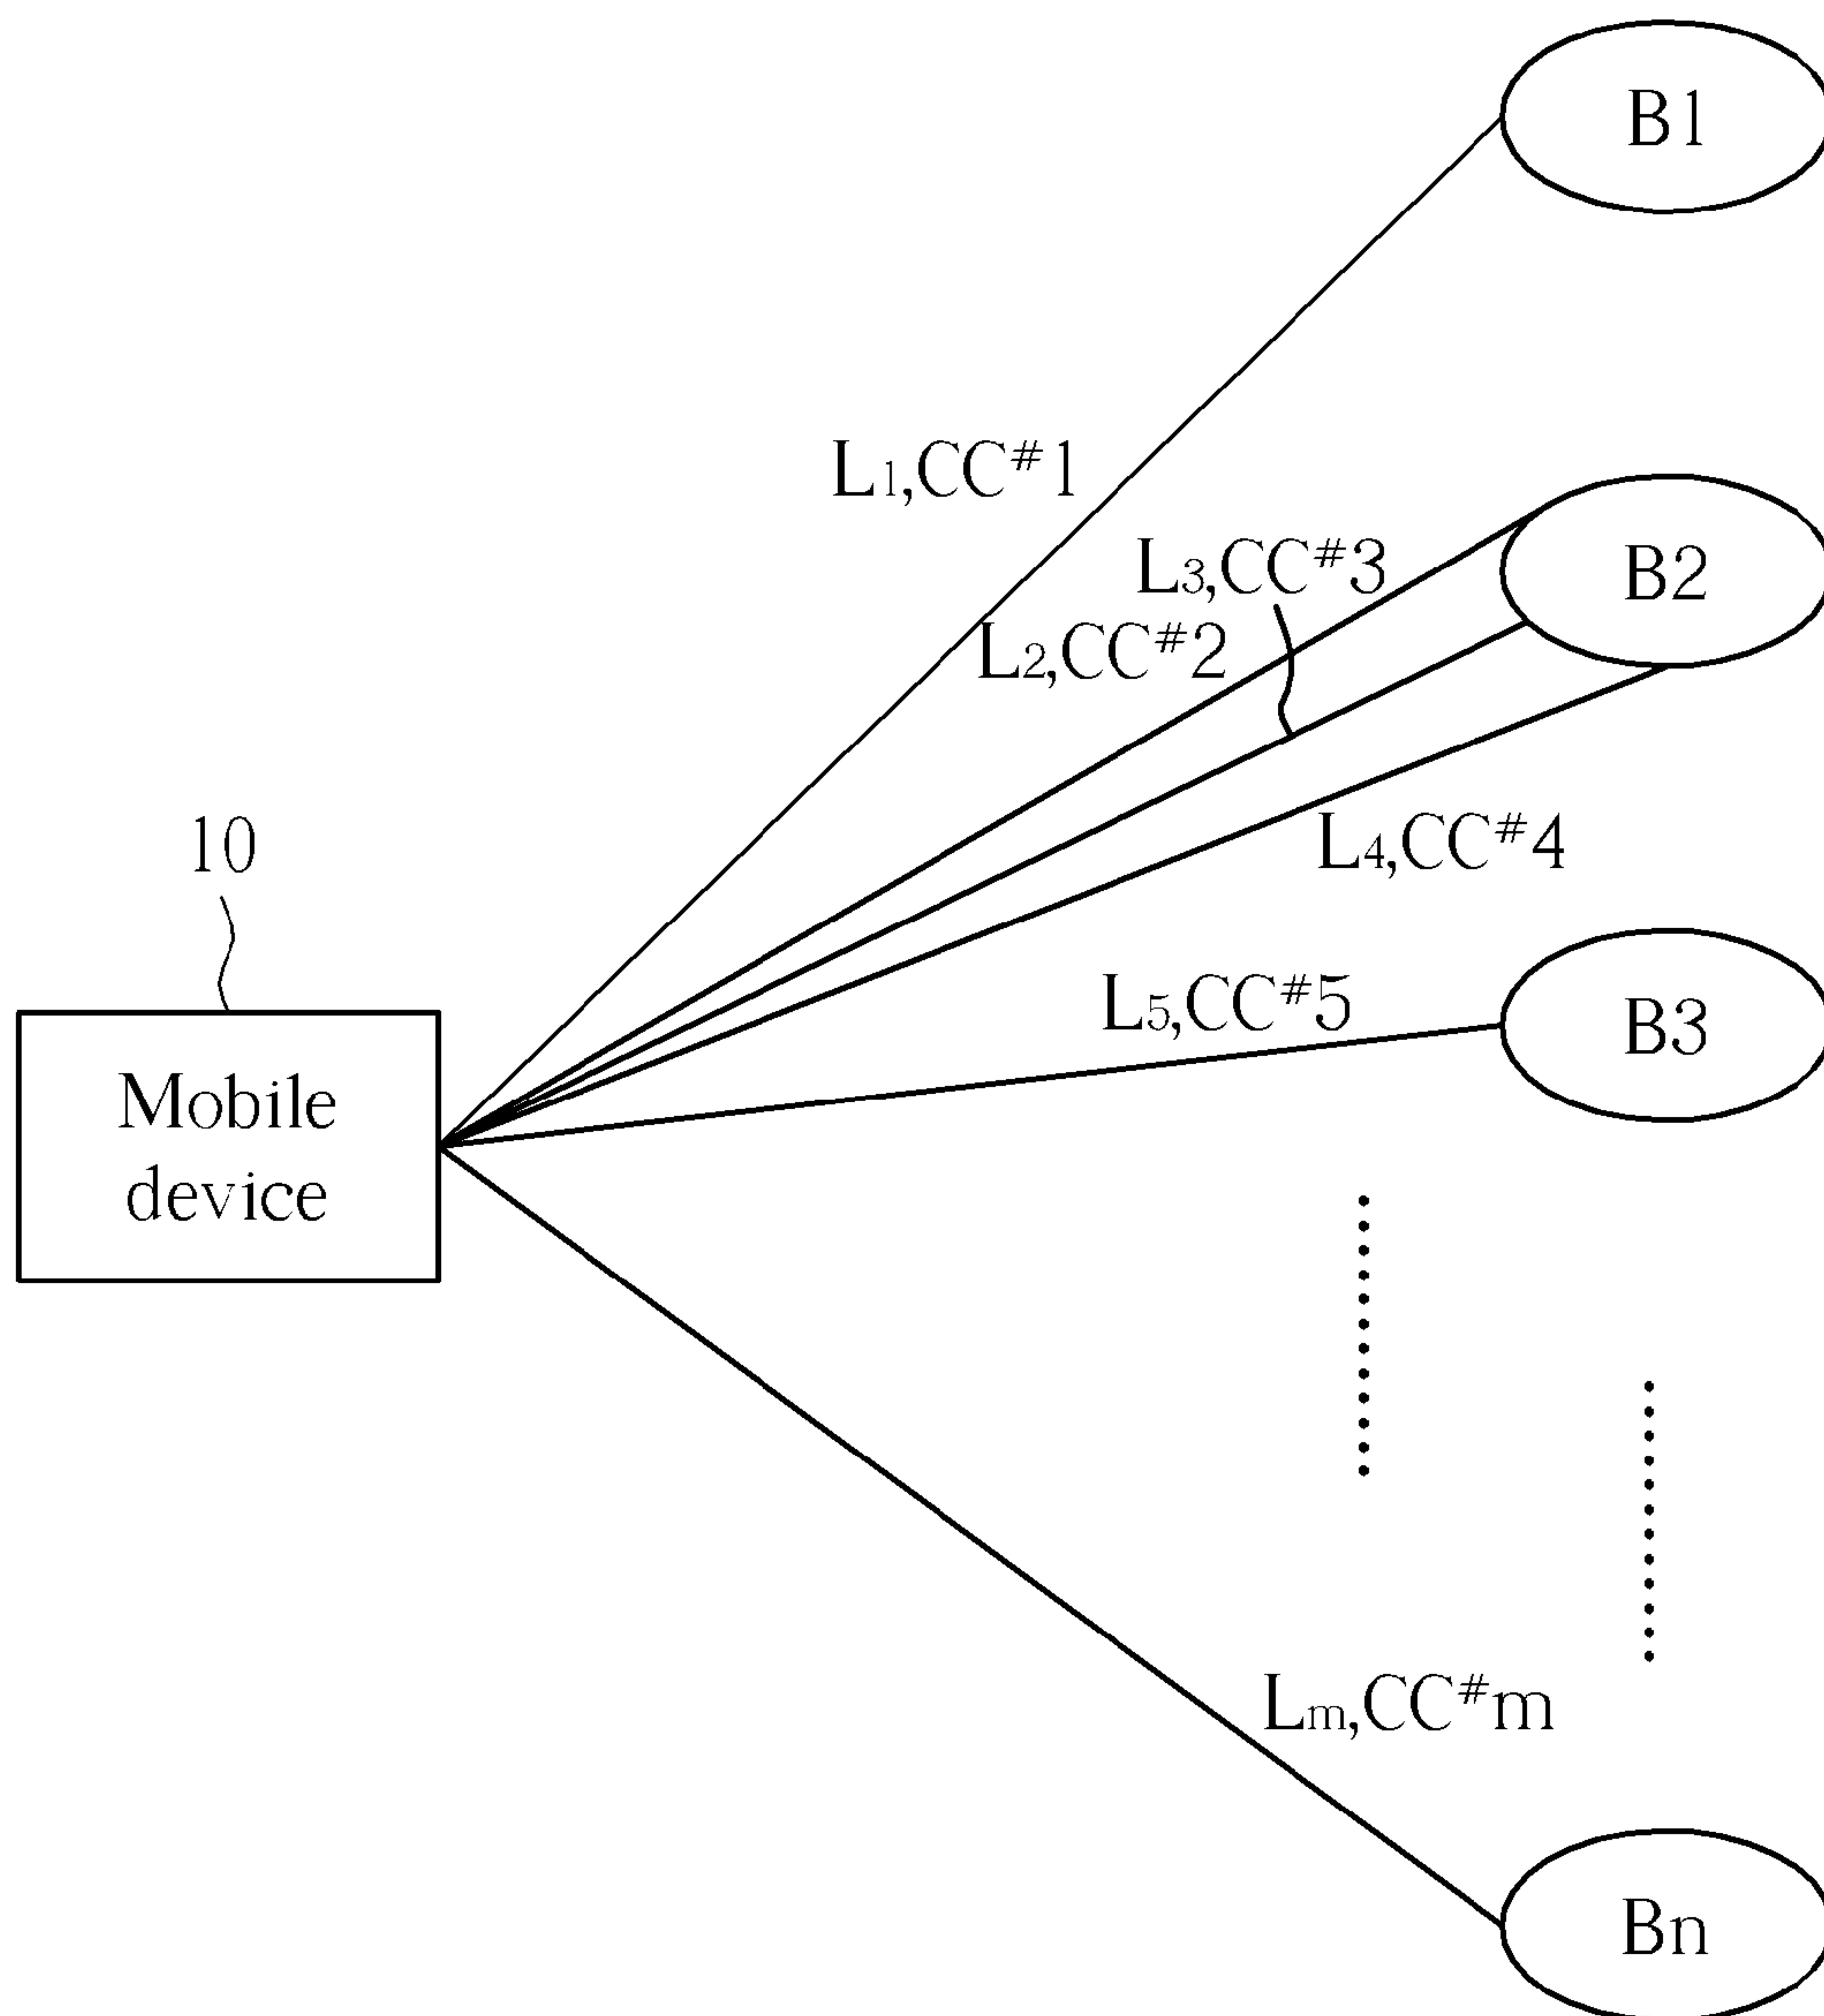 B1
L1,CC#1
L3,CC#3
B2
L2,CC#2
10
L4,CC#4
L5,CC#5
B3
Mobile
device
Lm,CC#m
Bn